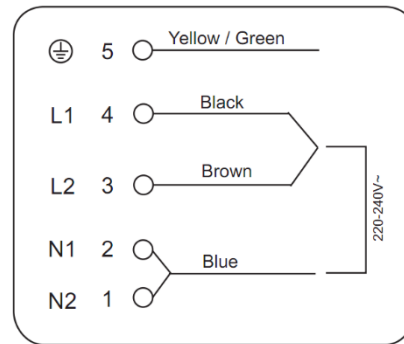 5 Yellow / Green
L1 4 Black
L2 3 Brown
N1 2
Blue
N2 1
220-240V~